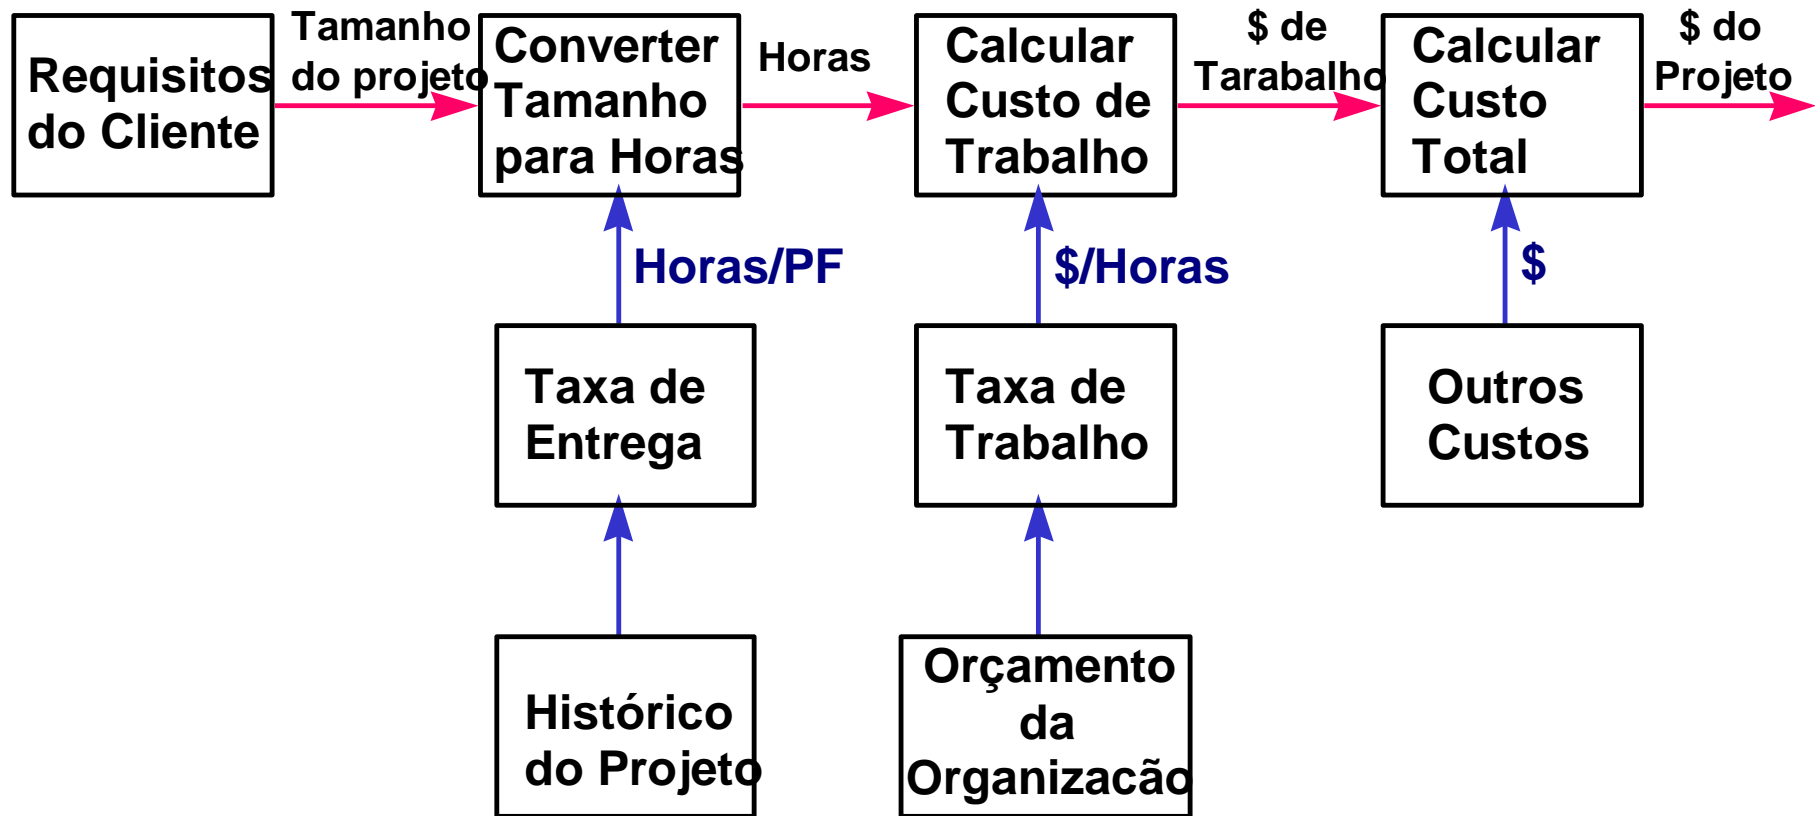 Requisitos
do Cliente
Tamanho
do projeto
Converter
Tamanho
para Horas
Horas
Calcular
Custo de
Trabalho
$ de
Tarabalho
Calcular
Custo
Total
$ do
Projeto
Horas/PF
$/Horas
$
Taxa de
Entrega
Taxa de
Trabalho
Outros
Custos
Histórico
do Projeto
Orçamento
da
Organizacão